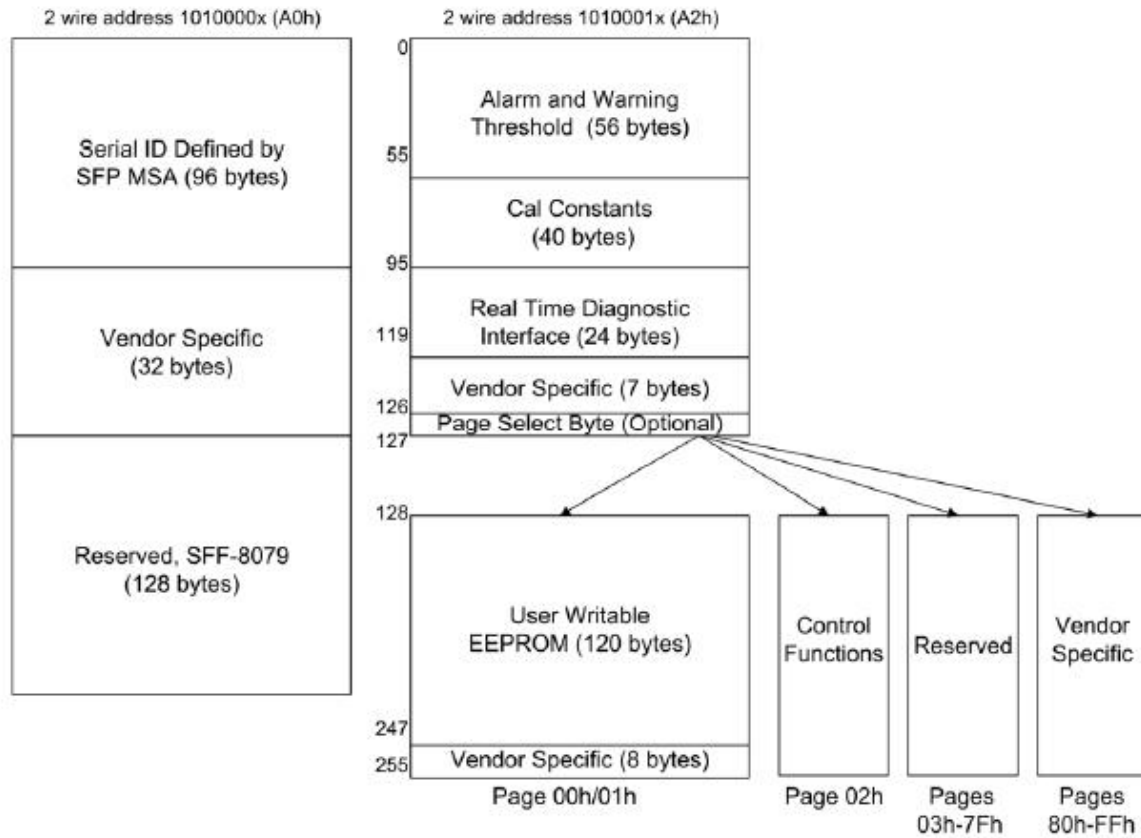 2 wire address 1010000x (A0h)
Serial ID Defined by
SFP MSA (96 bytes)
Vendor Specific
(32 bytes)
Reserved, SFF-8079
(128 bytes)
2 wire address 1010001x (A2h)
0
Alarm and Warning
Threshold (56 bytes)
55
Cal Constants
(40 bytes)
95
Real Time Diagnostic
Interface (24 bytes)
119
Vendor Specific (7 bytes)
126
Page Select Byte (Optional)
127
128
User Writable
EEPROM (120 bytes)
247
Vendor Specific (8 bytes)
255
Page 00h/01h
Control
Functions
Page 02h
Reserved
Pages
03h-7Fh
Vendor
Specific
Pages
80h-FFh